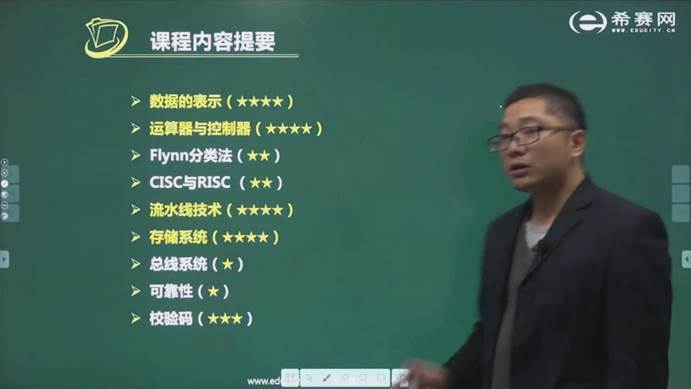 希赛网
WWW.EDUCITY.CN
课程内容提要
数据的表示（★★★★）
运算器与控制器（★★★★）
Flynn分类法（★★）
CISC与RISC （★★）
流水线技术（★★★★）
存储系统（★★★★）
总线系统（★）
可靠性（★）
校验码（★★★）
www.edu